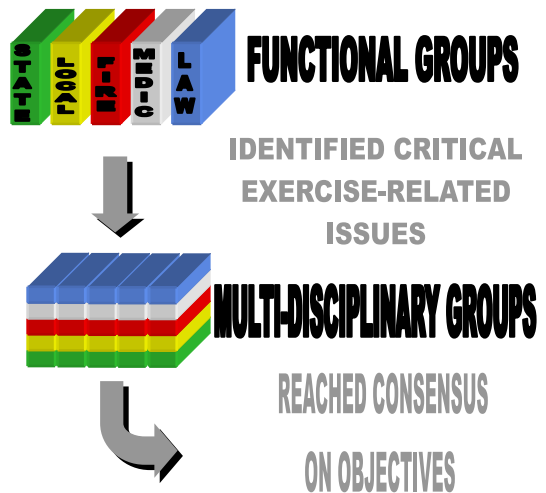 STATE
LOCAL
FIRE
MEDIC
LAW
FUNCTIONAL GROUPS
IDENTIFIED CRITICAL
EXERCISE-RELATED
ISSUES
MULTI-DISCIPLINARY GROUPS
REACHED CONSENSUS
ON OBJECTIVES